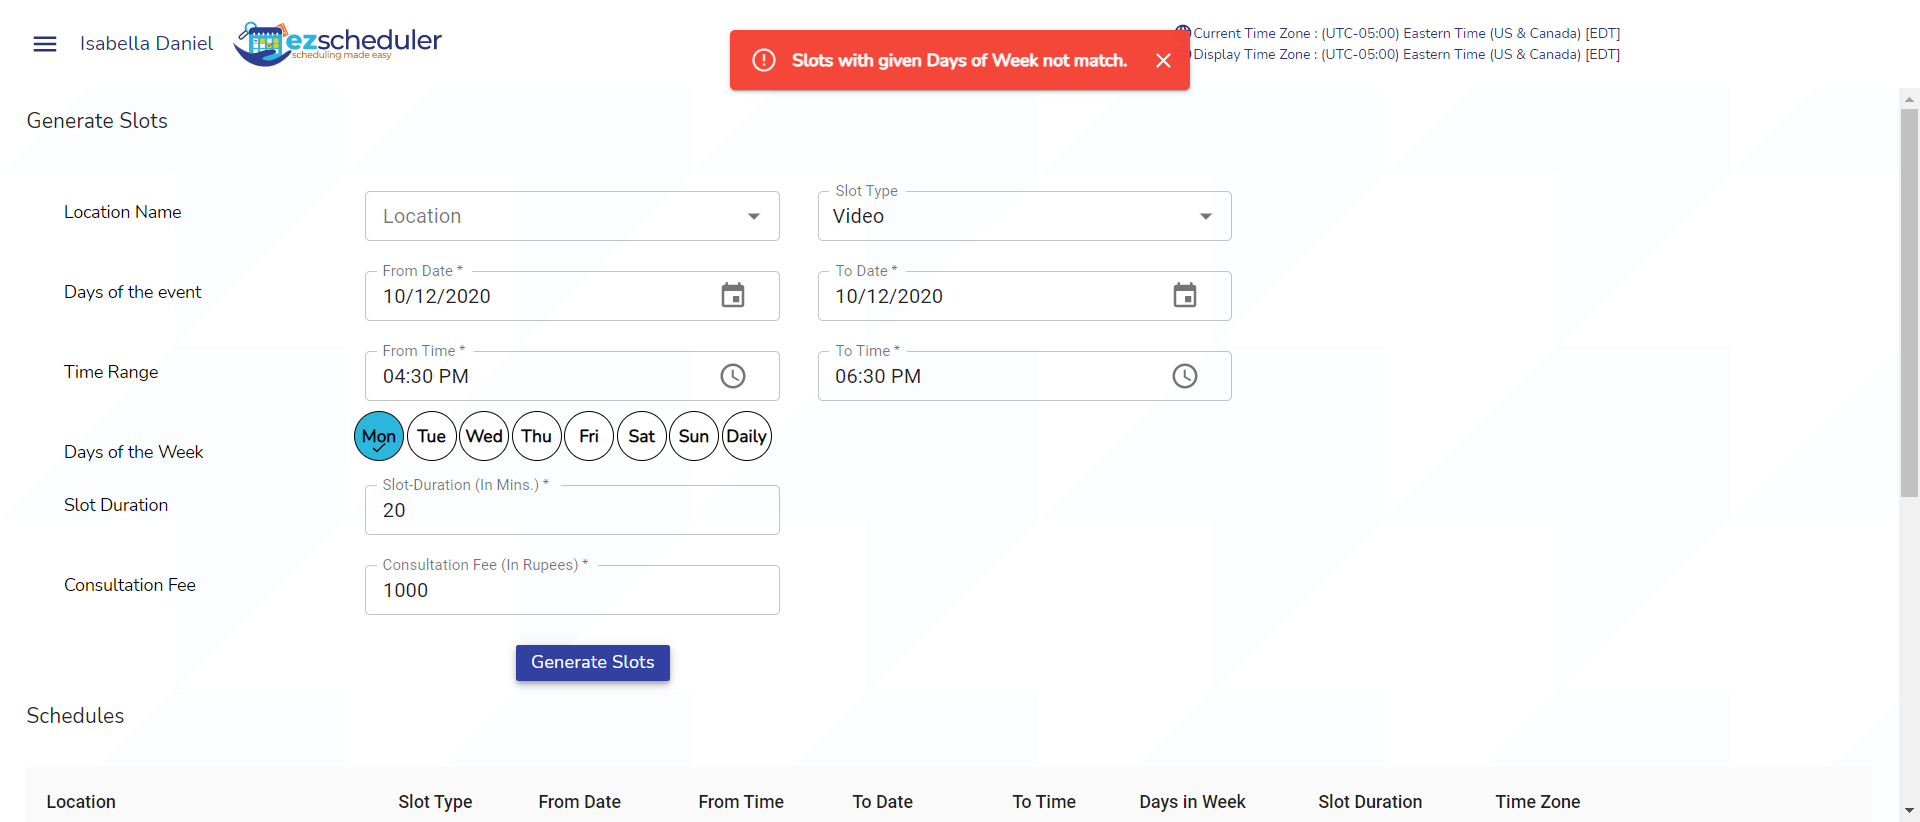 Isabella Daniel
ezscheduler
scheduling made easy
Slots with given Days of Week not match.
Current Time Zone : (UTC-05:00) Eastern Time (US & Canada) [EDT]
Display Time Zone : (UTC-05:00) Eastern Time (US & Canada) [EDT]
Generate Slots
Location Name
Location
Slot Type
Video
Days of the event
From Date *
10/12/2020
To Date *
10/12/2020
Time Range
From Time *
04:30 PM
To Time *
06:30 PM
Days of the Week
Mon Tue Wed Thu Fri Sat Sun Daily
Slot Duration
Slot-Duration (In Mins.) *
20
Consultation Fee
Consultation Fee (In Rupees) *
1000
Generate Slots
Schedules
Location Slot Type From Date From Time To Date To Time Days in Week Slot Duration Time Zone